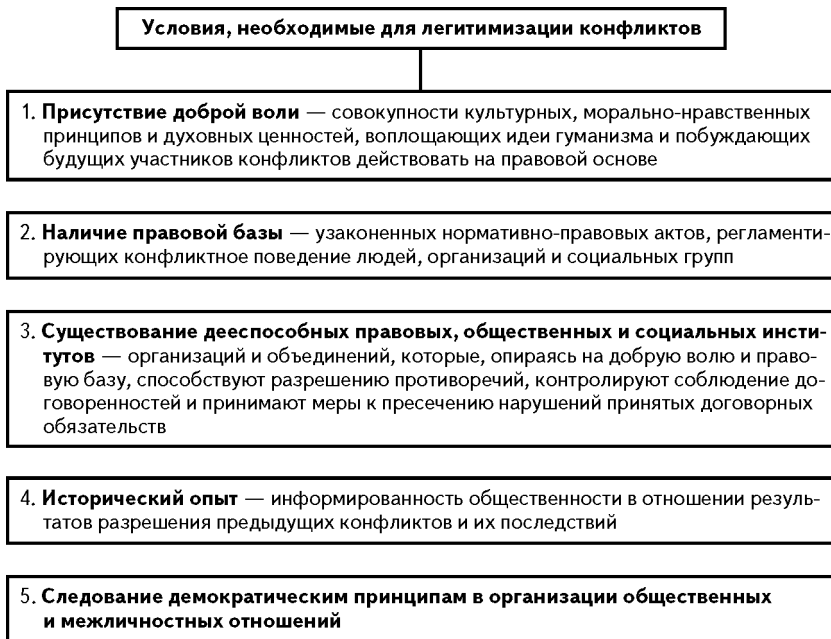 Условия, необходимые для легитимизации конфликтов
1. Присутствие доброй воли — совокупности культурных, морально-нравственных
принципов и духовных ценностей, воплощающих идеи гуманизма и побуждающих
будущих участников конфликтов действовать на правовой основе
2. Наличие правовой базы — узаконенных нормативно-правовых актов, регламенти-
рующих конфликтное поведение людей, организаций и социальных групп
3. Существование дееспособных правовых, общественных и социальных инсти-
тутов — организаций и объединений, которые, опираясь на добрую волю и право-
вую базу, способствуют разрешению противоречий, контролируют соблюдение до-
говоренностей и принимают меры к пресечению нарушений принятых договорных
обязательств
4. Исторический опыт — информированность общественности в отношении резуль-
татов разрешения предыдущих конфликтов и их последствий
5. Следование демократическим принципам в организации общественных
и межличностных отношений